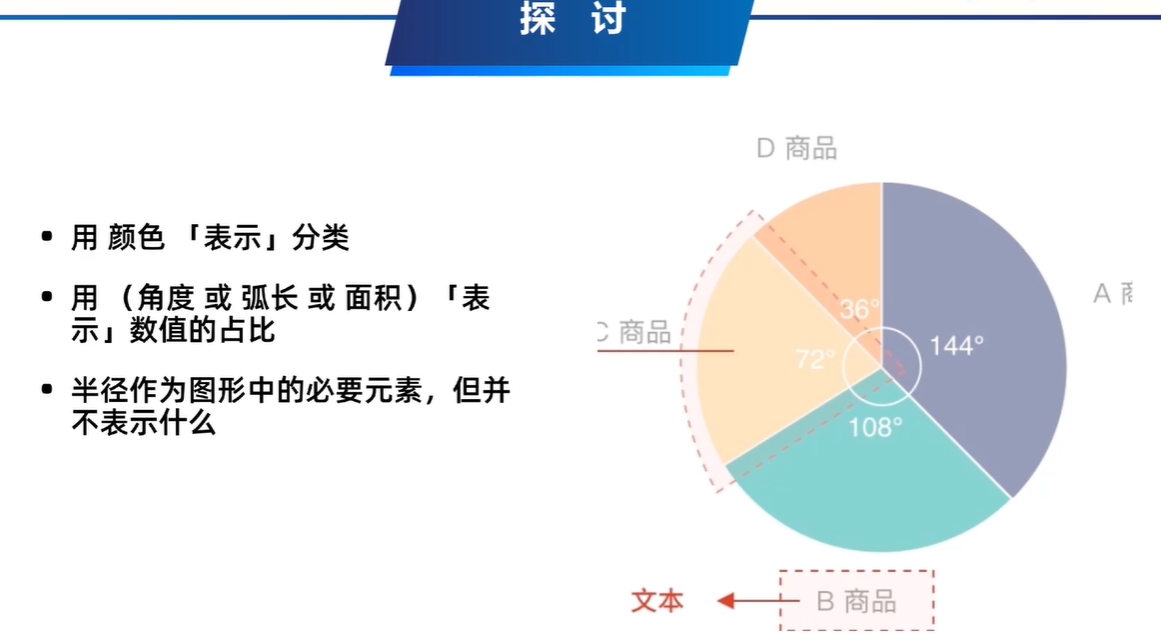 探 讨
• 用 颜色 「表示」分类
• 用 （角度 或 弧长 或 面积）「表
示」数值的占比
• 半径作为图形中的必要元素，但并
不表示什么
D 商品
A 商
C 商品
36°
144°
72°
108°
文本
B 商品